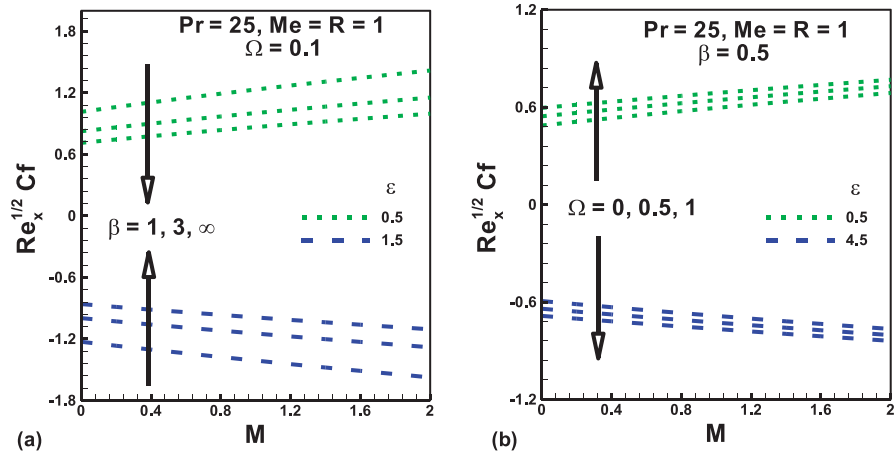 Pr = 25, Me = R = 1
Ω = 0.1
1.8
1.2
0.6
0
-0.6
-1.2
-1.8
Re_x^1/2 Cf
β = 1, 3, ∞
ε
0.5
1.5
0 0.4 0.8 1.2 1.6 2
M
(a)
Pr = 25, Me = R = 1
β = 0.5
1.2
0.6
0
-0.6
-1.2
Re_x^1/2 Cf
Ω = 0, 0.5, 1
ε
0.5
4.5
0 0.4 0.8 1.2 1.6 2
M
(b)